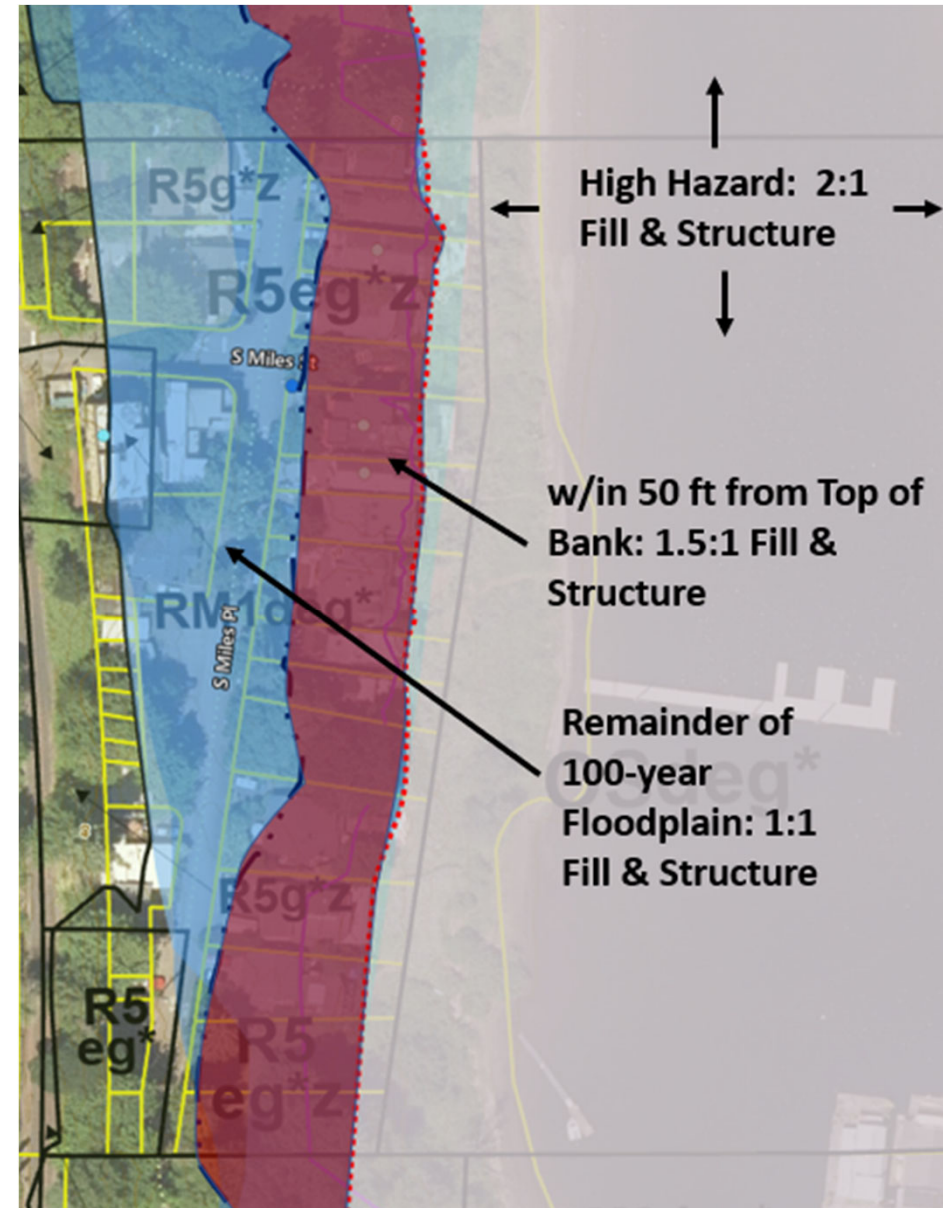 R5g*z
High Hazard: 2:1
Fill & Structure
R5eg*z
S Miles St
w/in 50 ft from Top of
Bank: 1.5:1 Fill &
Structure
RM1deg*
S Miles Pl
Remainder of
100-year
Floodplain: 1:1
Fill & Structure
OSdeg*
R5g*z
R5
eg*
R5
eg*z